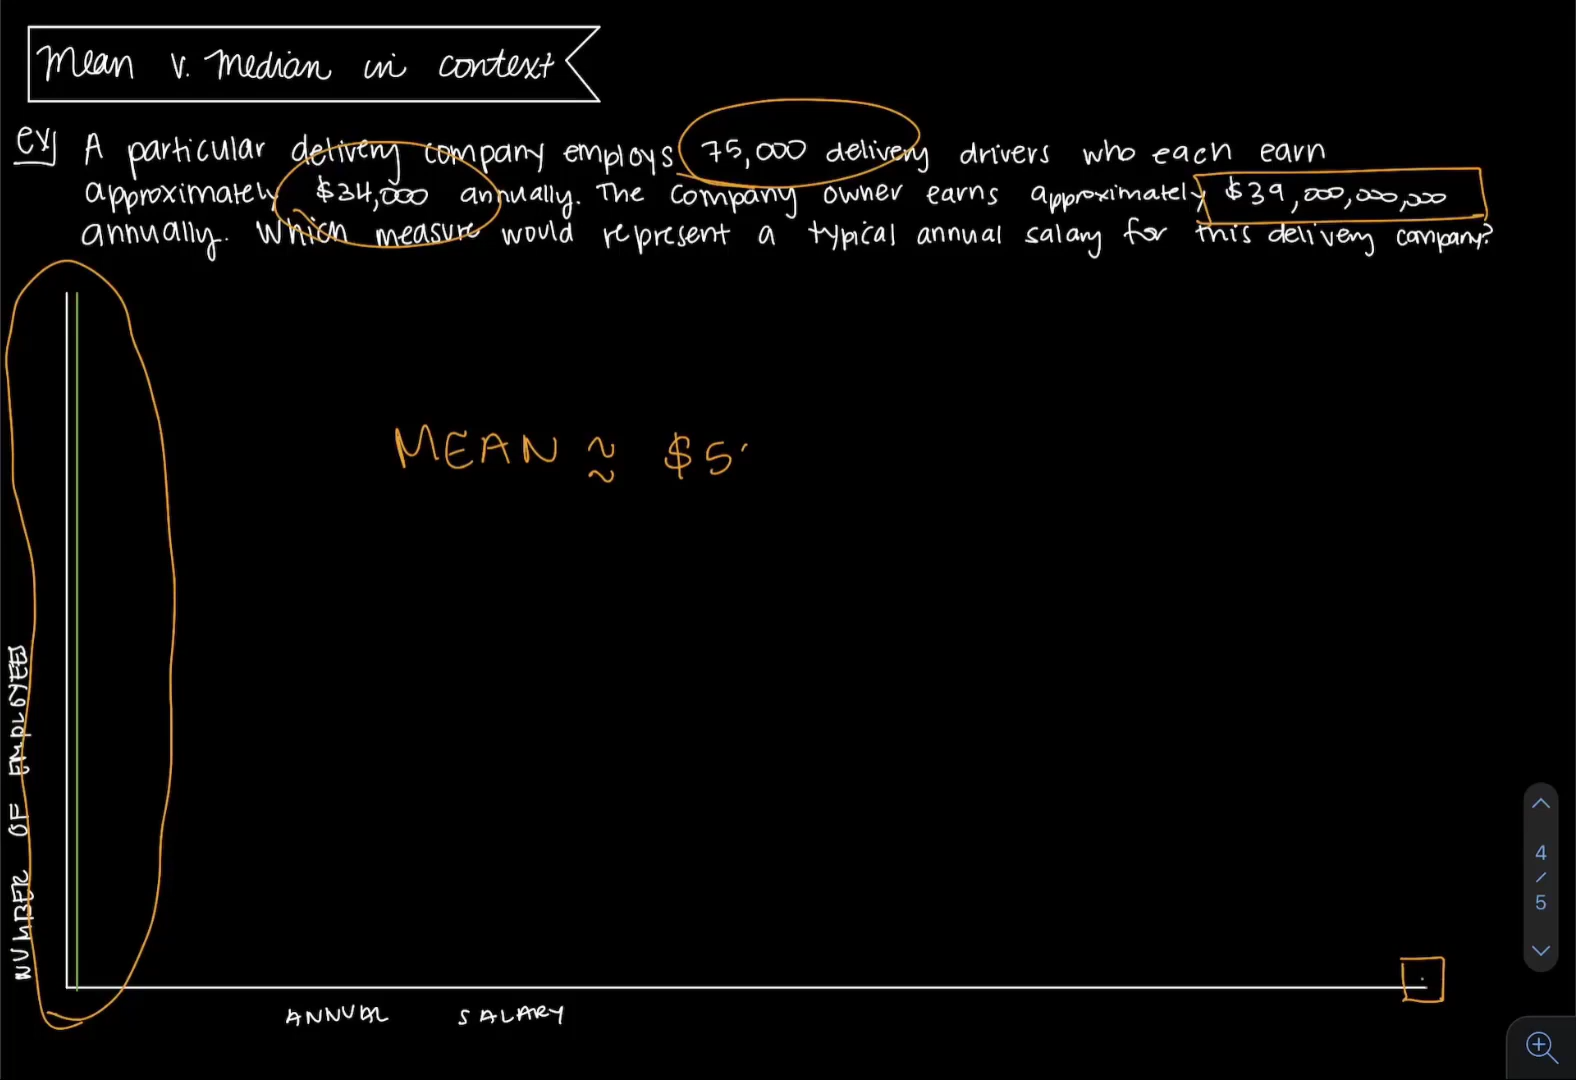 Mean v. Median in context
ex] A particular delivery company employs 75,000 delivery drivers who each earn
approximately $34,000 annually. The company owner earns approximately $39,000,000,000
annually. Which measure would represent a typical annual salary for this delivery company?
MEAN ≈ $5
NUMBER OF EMPLOYEES
ANNUAL SALARY
4
/
5